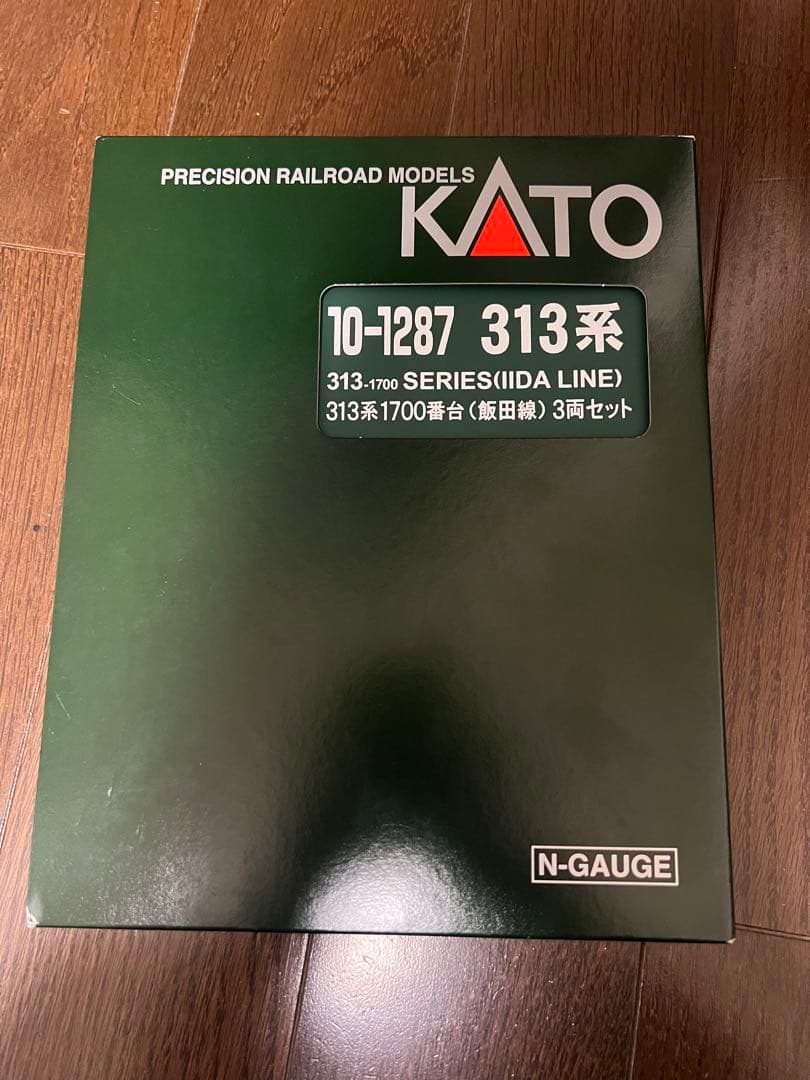 PRECISION RAILROAD MODELS
KATO
10-1287 313系
313-1700 SERIES(IIDA LINE)
313系1700番台(飯田線)3両セット
N-GAUGE